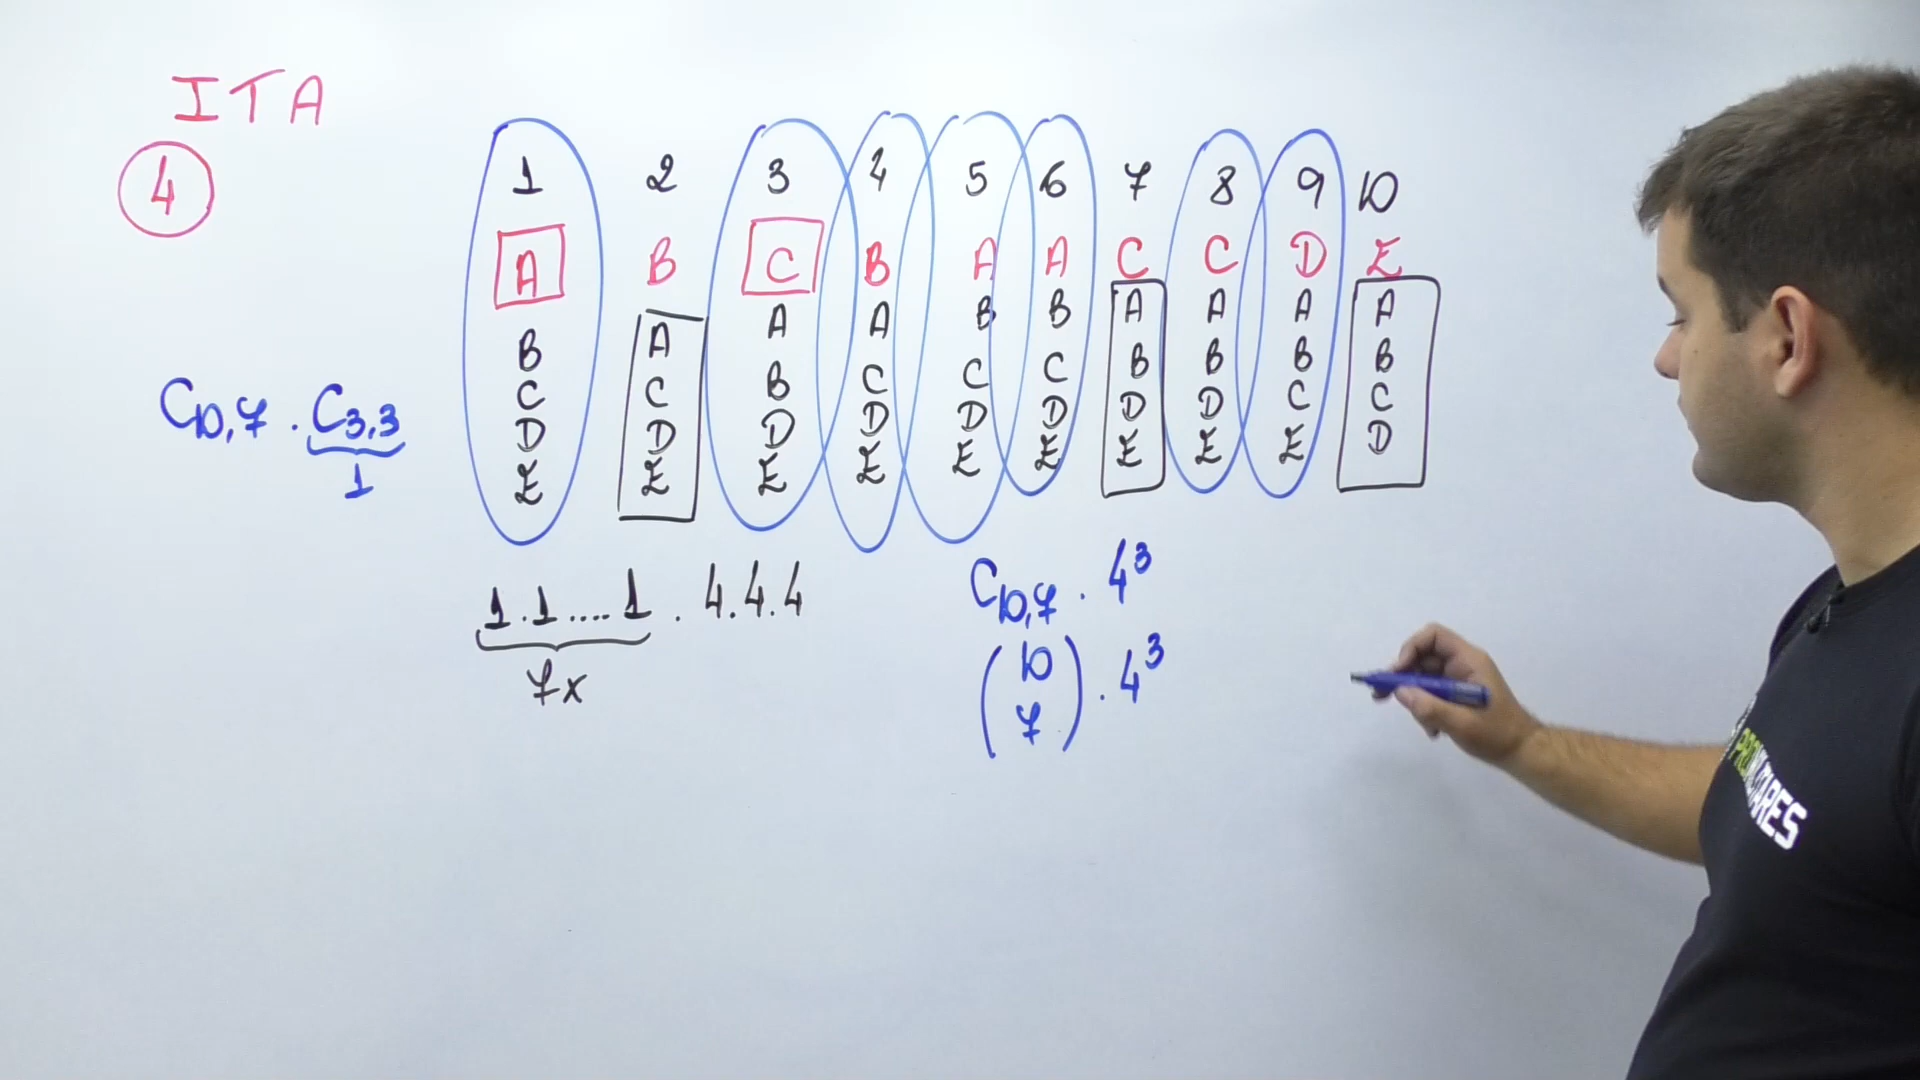 ITA
4
1 2 3 4 5 6 7 8 9 10
A B C B A A C C D E
B A A A B B A A A A
C C B C C C B B B B
D D D D D D D D C C
E E E E E E E E E D
C10,7 . C3,3
1
1.1....1 . 4.4.4
7x
C10,7 . 4³
(10 7) . 4³
PROMILITARES